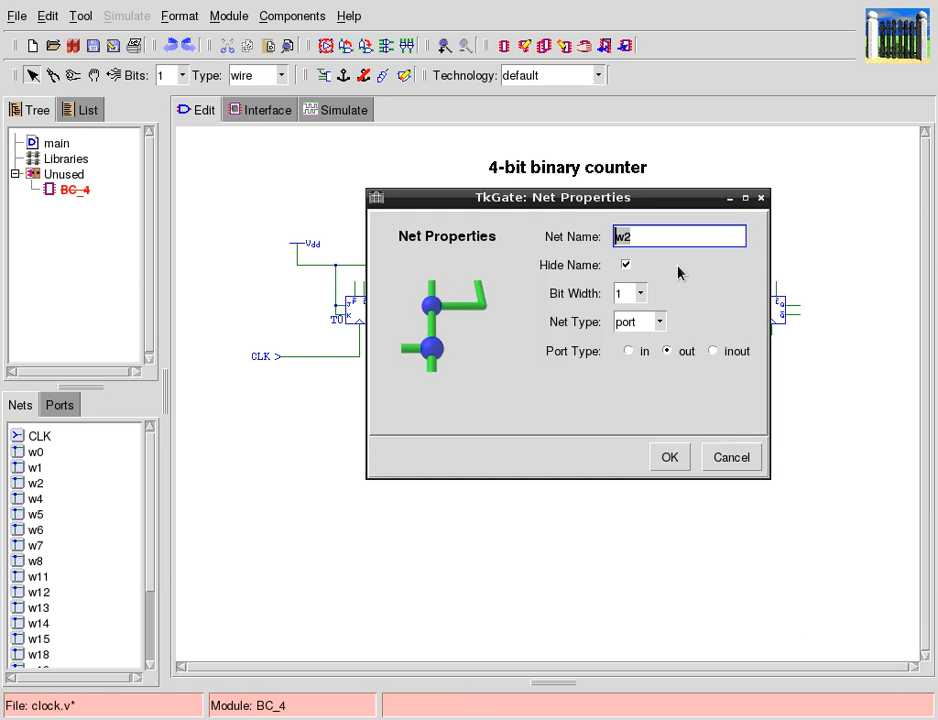 File Edit Tool Simulate Format Module Components Help
Bits: 1 Type: wire Technology: default
Tree List
Edit Interface Simulate
main
Libraries
Unused
BC_4
4-bit binary counter
Vdd
J
K
T0
Q
Q
CLK
TkGate: Net Properties
Net Properties
Net Name: w2
Hide Name:
Bit Width: 1
Net Type: port
Port Type: in out inout
OK Cancel
Nets Ports
CLK
w0
w1
w2
w4
w5
w6
w7
w8
w11
w12
w13
w14
w15
w18
File: clock.v*
Module: BC_4